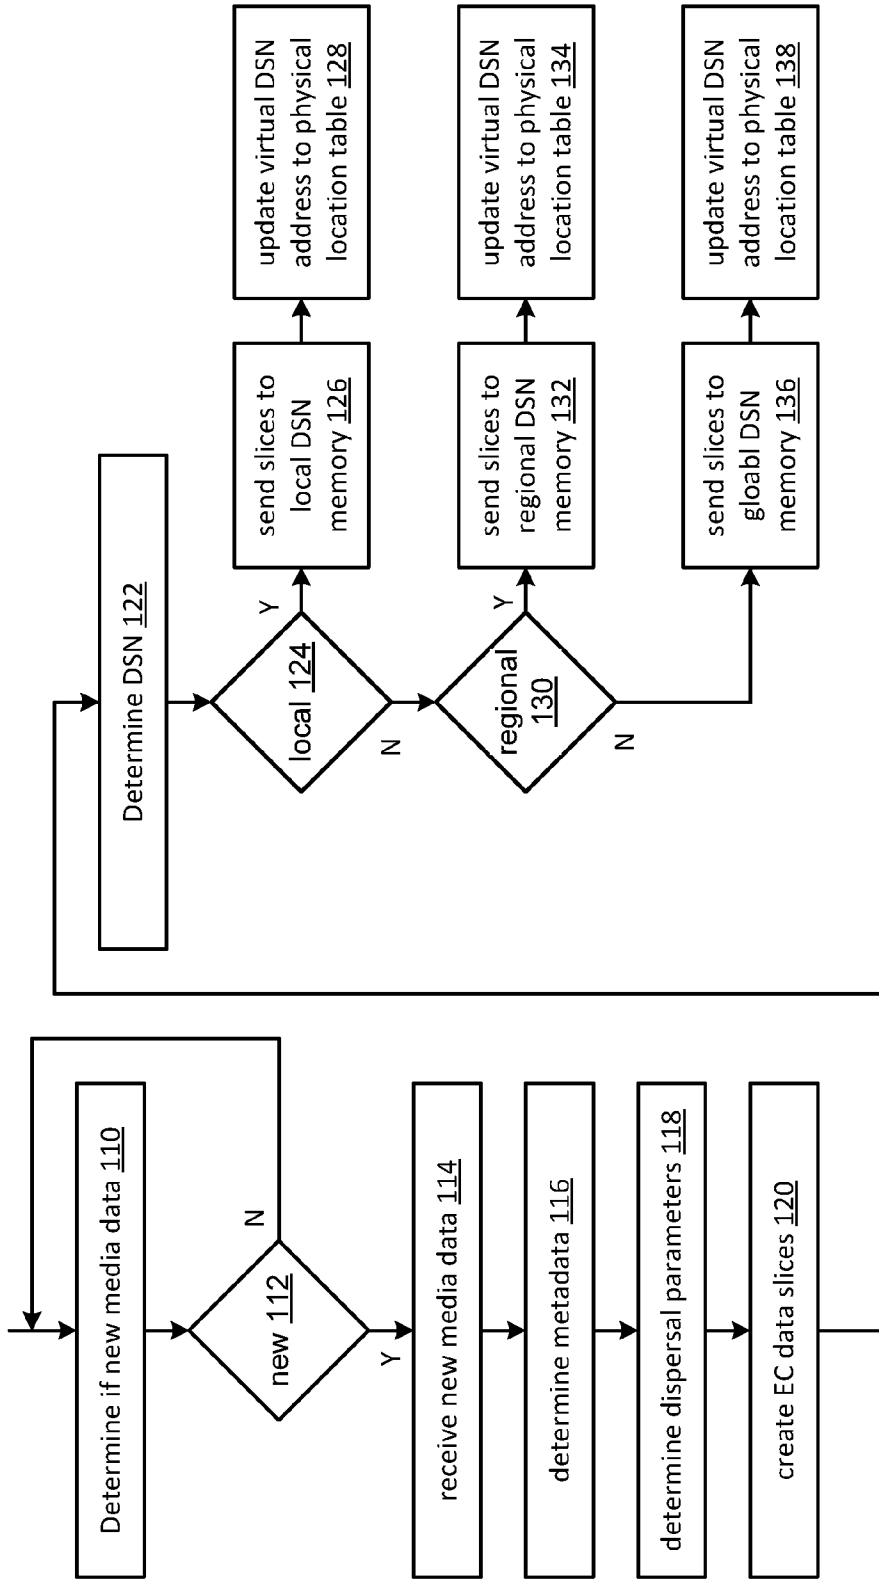 Determine if new media data 110
new 112
N
Y
receive new media data 114
determine metadata 116
determine dispersal parameters 118
create EC data slices 120
Determine DSN 122
local 124
Y
N
send slices to
local DSN
memory 126
update virtual DSN
address to physical
location table 128
regional
130
Y
N
send slices to
regional DSN
memory 132
update virtual DSN
address to physical
location table 134
send slices to
gloabl DSN
memory 136
update virtual DSN
address to physical
location table 138